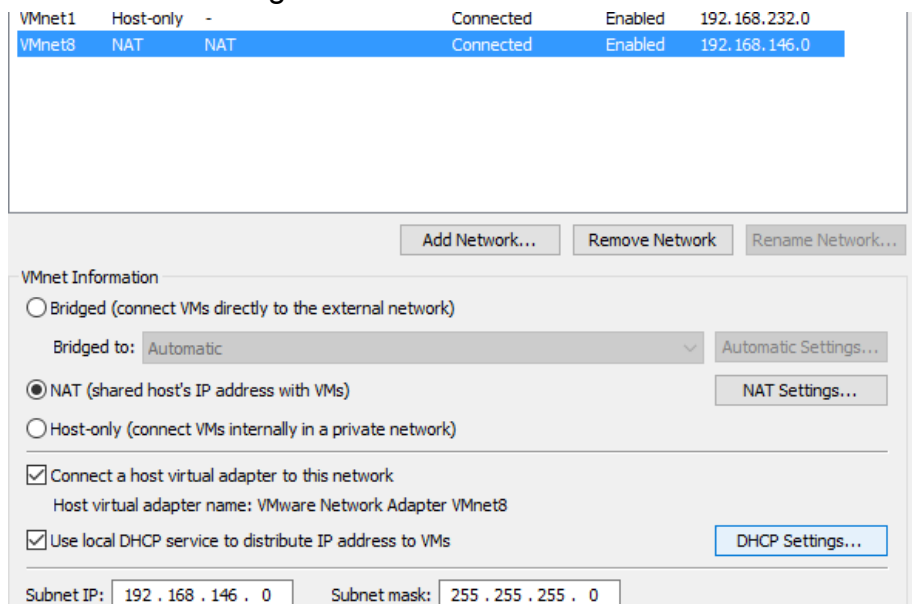 VMnet1 Host-only - Connected Enabled 192.168.232.0
VMnet8 NAT NAT Connected Enabled 192.168.146.0
Add Network... Remove Network Rename Network...
VMnet Information
Bridged (connect VMs directly to the external network)
Bridged to: Automatic Automatic Settings...
NAT (shared host's IP address with VMs) NAT Settings...
Host-only (connect VMs internally in a private network)
Connect a host virtual adapter to this network
Host virtual adapter name: VMware Network Adapter VMnet8
Use local DHCP service to distribute IP address to VMs DHCP Settings...
Subnet IP: 192 . 168 . 146 . 0 Subnet mask: 255 . 255 . 255 . 0